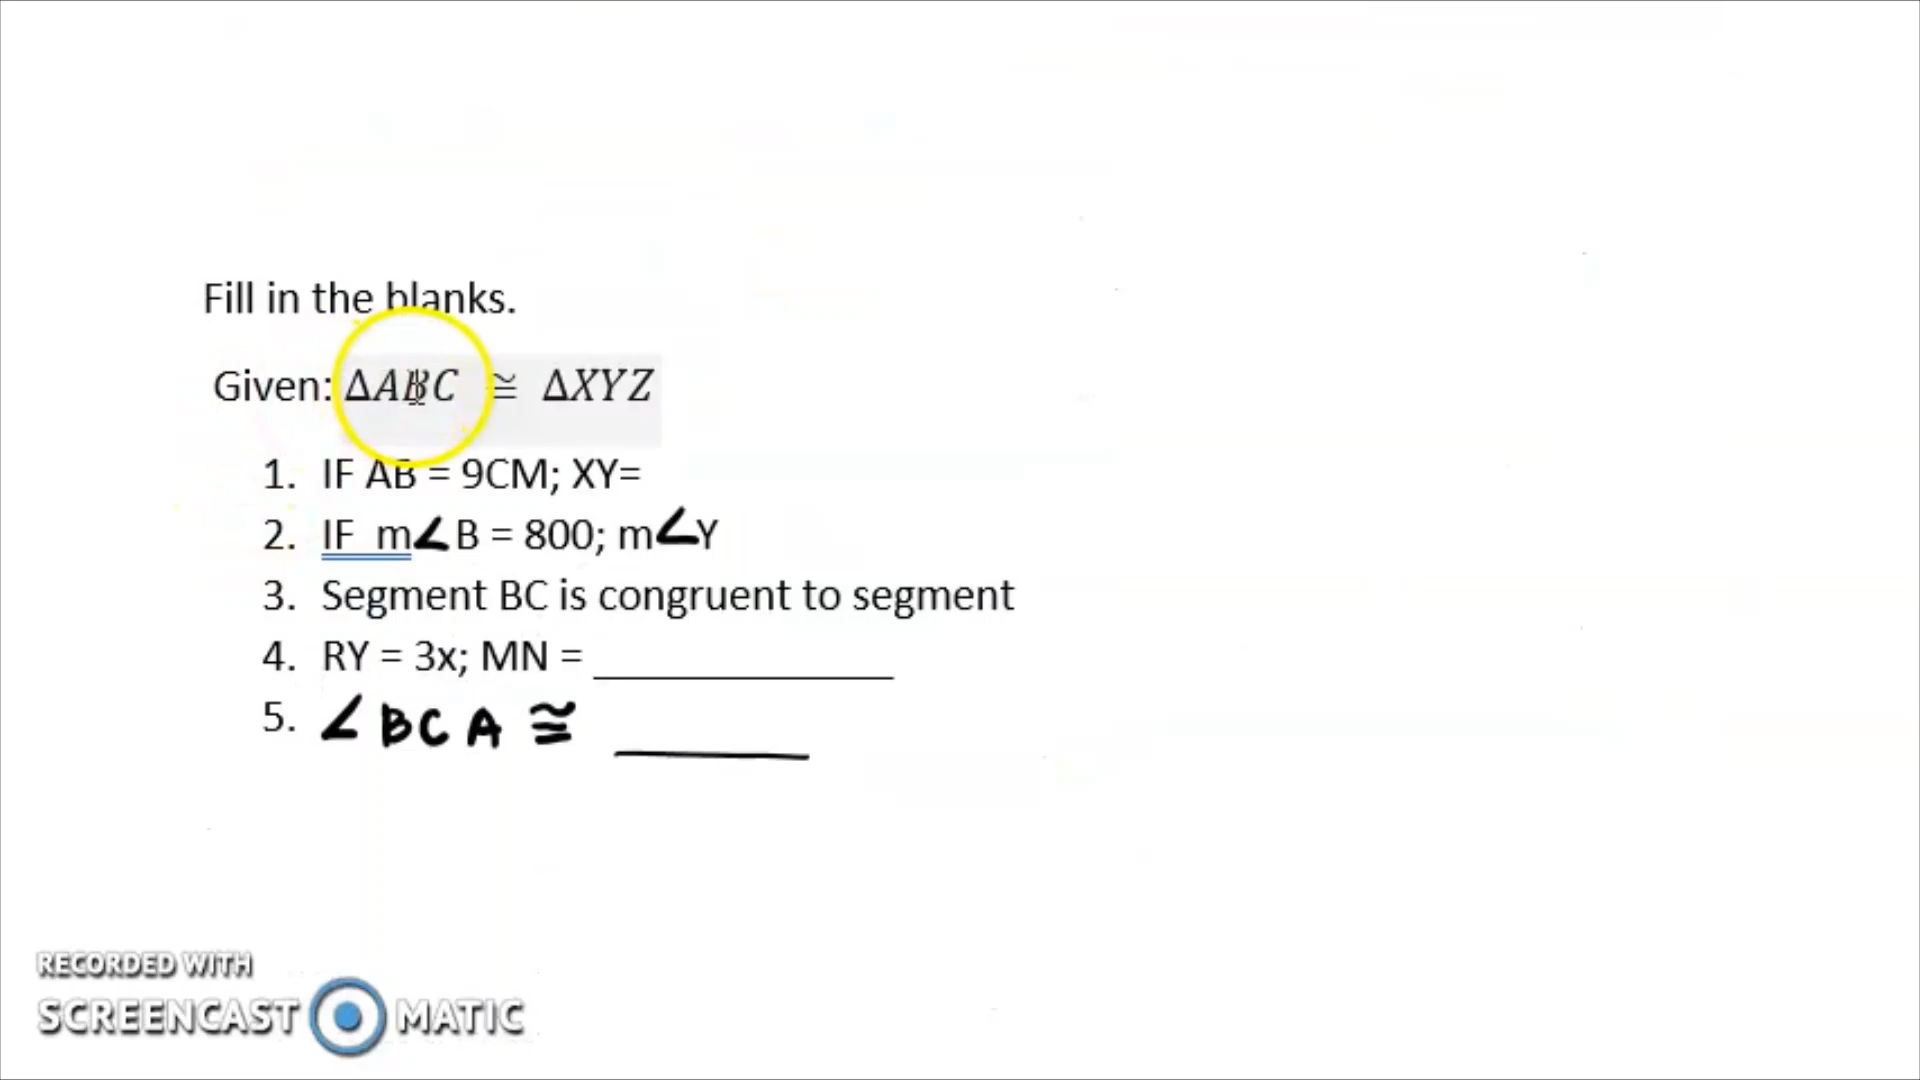 Fill in the blanks.
Given: ΔABC ≅ ΔXYZ
1. IF AB = 9CM; XY=
2. IF m∠B = 800; m∠Y
3. Segment BC is congruent to segment
4. RY = 3x; MN = ____________
5. ∠BCA ≅ ________
RECORDED WITH
SCREENCAST MATIC